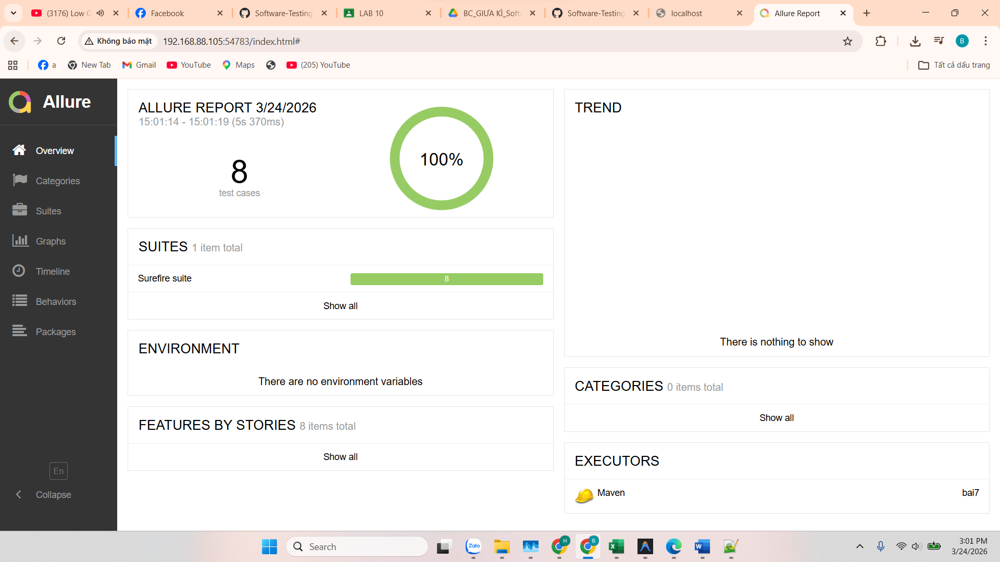 (3176) Low G
Facebook
Software-Testing
LAB 10
BC_GIỮA KÌ_Soft
Software-Testing
localhost
Allure Report
Không bảo mật
192.168.88.105:54783/index.html#
B
a
New Tab
Gmail
YouTube
Maps
(205) YouTube
Tất cả dấu trang
Allure
Overview
Categories
Suites
Graphs
Timeline
Behaviors
Packages
En
Collapse
ALLURE REPORT 3/24/2026
15:01:14 - 15:01:19 (5s 370ms)
8
test cases
100%
SUITES 1 item total
Surefire suite
8
Show all
ENVIRONMENT
There are no environment variables
FEATURES BY STORIES 8 items total
Show all
TREND
There is nothing to show
CATEGORIES 0 items total
Show all
EXECUTORS
Maven
bai7
Search
Zalo
H
B
3:01 PM
3/24/2026